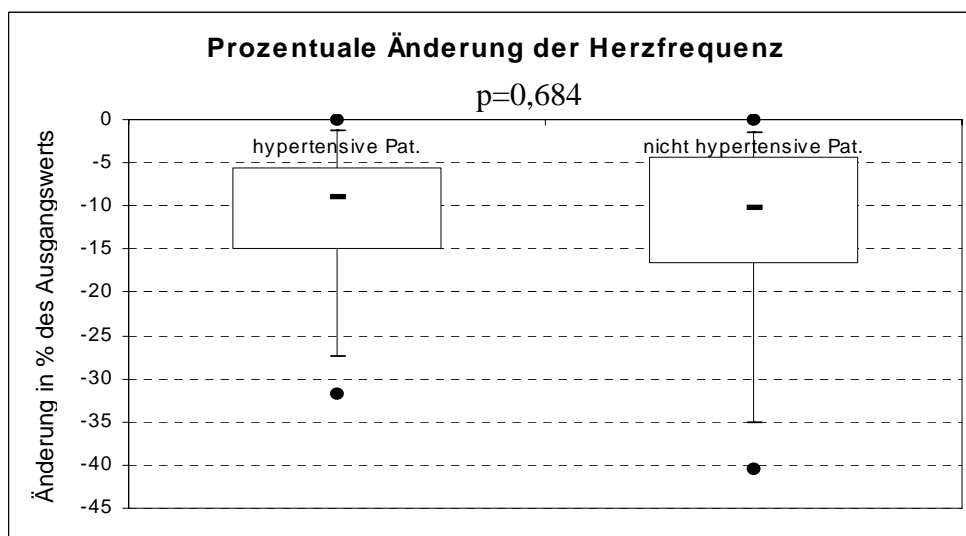 Prozentuale Änderung der Herzfrequenz
p=0,684
Änderung in % des Ausgangswerts
0
-5
-10
-15
-20
-25
-30
-35
-40
-45
hypertensive Pat.
nicht hypertensive Pat.